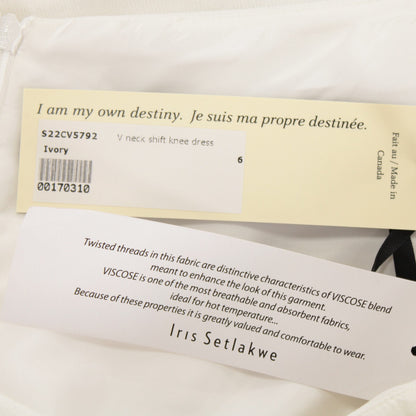 I am my own destiny. Je suis ma propre destinée.
S22CV5792 V neck shift knee dress
Ivory
6
00170310
Fait au / Made in
Canada
Twisted threads in this fabric are distinctive characteristics of VISCOSE blend
meant to enhance the look of this garment.
VISCOSE is one of the most breathable and absorbent fabrics,
ideal for hot temperature...
Because of these properties it is greatly valued and comfortable to wear.
Iris Setlakwe